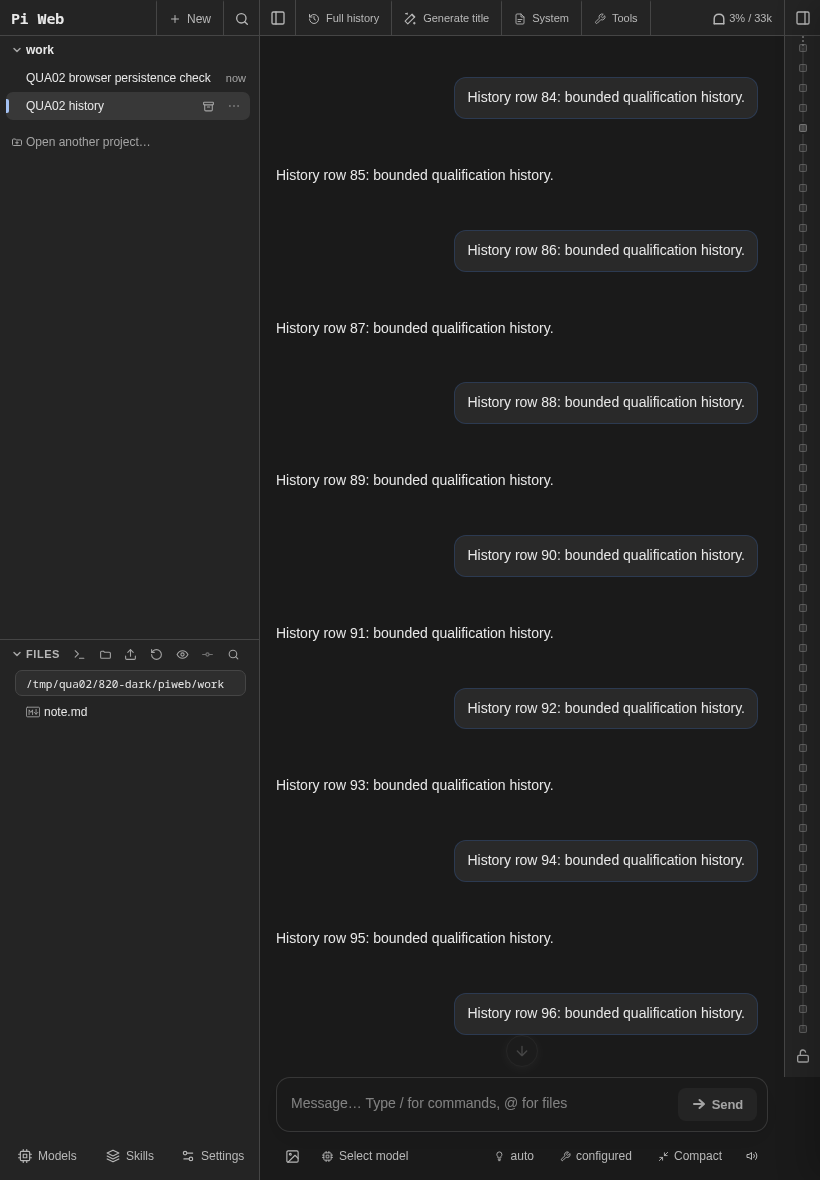 Pi Web
New
Full history
Generate title
System
Tools
3% / 33k
work
QUA02 browser persistence check now
QUA02 history
Open another project…
FILES
/tmp/qua02/820-dark/piweb/work
note.md
Models
Skills
Settings
History row 84: bounded qualification history.
History row 85: bounded qualification history.
History row 86: bounded qualification history.
History row 87: bounded qualification history.
History row 88: bounded qualification history.
History row 89: bounded qualification history.
History row 90: bounded qualification history.
History row 91: bounded qualification history.
History row 92: bounded qualification history.
History row 93: bounded qualification history.
History row 94: bounded qualification history.
History row 95: bounded qualification history.
History row 96: bounded qualification history.
Message… Type / for commands, @ for files
Send
Select model
auto
configured
Compact